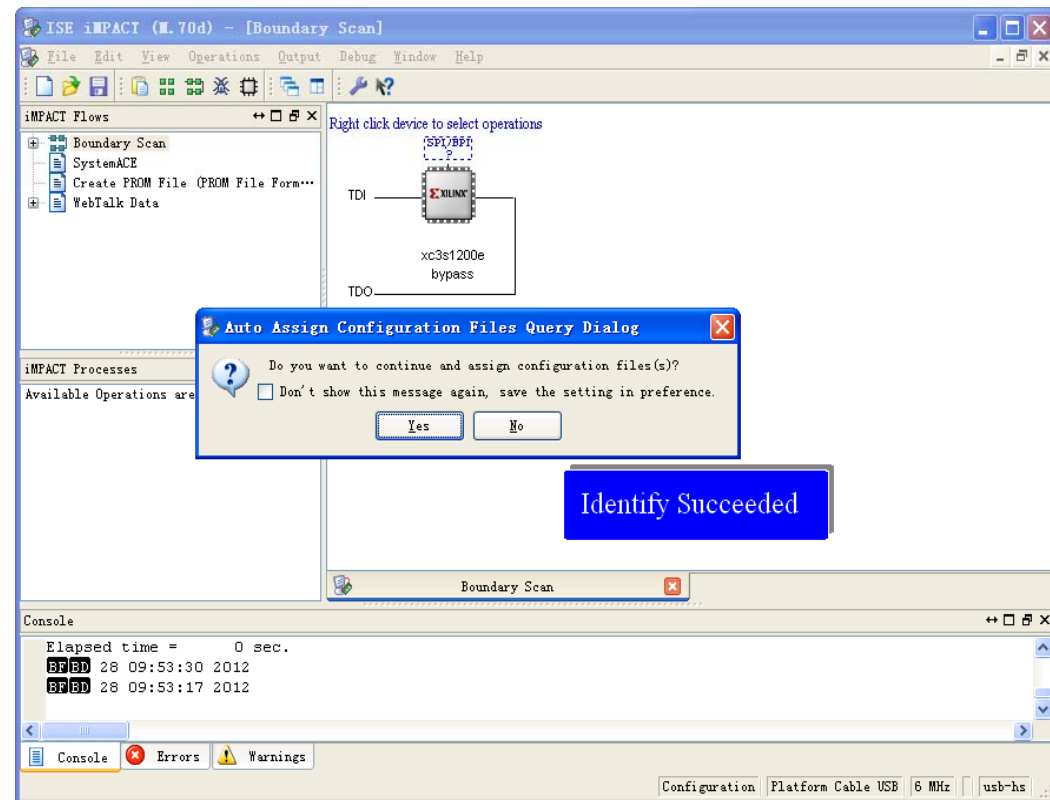 ISE iMPACT (M.70d) - [Boundary Scan]
File Edit View Operations Output Debug Window Help
iMPACT Flows
Boundary Scan
SystemACE
Create PROM File (PROM File Form···
WebTalk Data
Right click device to select operations
SPI/BPI
?
TDI
XILINX
xc3s1200e
bypass
TDO
Auto Assign Configuration Files Query Dialog
Do you want to continue and assign configuration files(s)?
Don't show this message again, save the setting in preference.
Yes No
iMPACT Processes
Available Operations are
Identify Succeeded
Boundary Scan
Console
Elapsed time = 0 sec.
BF BD 28 09:53:30 2012
BF BD 28 09:53:17 2012
Console Errors Warnings
Configuration Platform Cable USB 6 MHz usb-hs